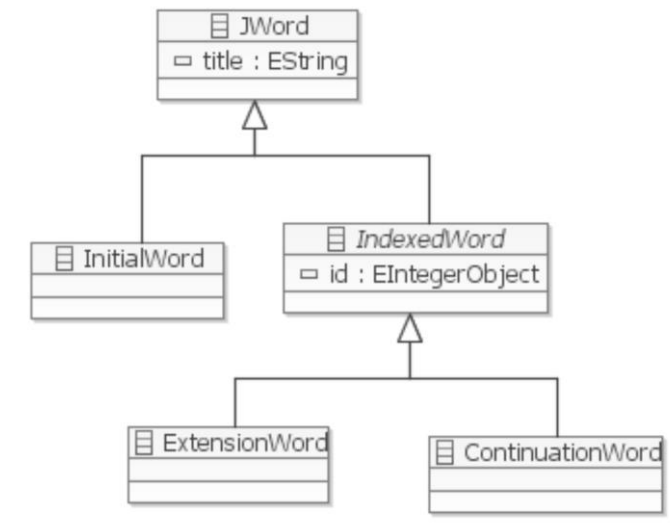 JWord
title : EString
InitialWord
IndexedWord
id : EIntegerObject
ExtensionWord
ContinuationWord